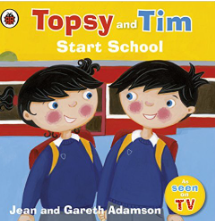 Topsy and Tim
Start School
As
seen on
TV
Jean and Gareth Adamson